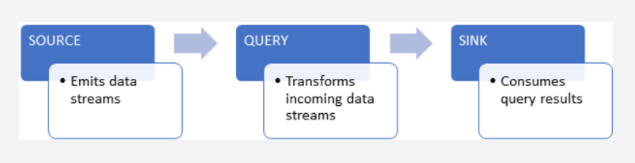 SOURCE
• Emits data
streams
QUERY
• Transforms
incoming data
streams
SINK
• Consumes
query results